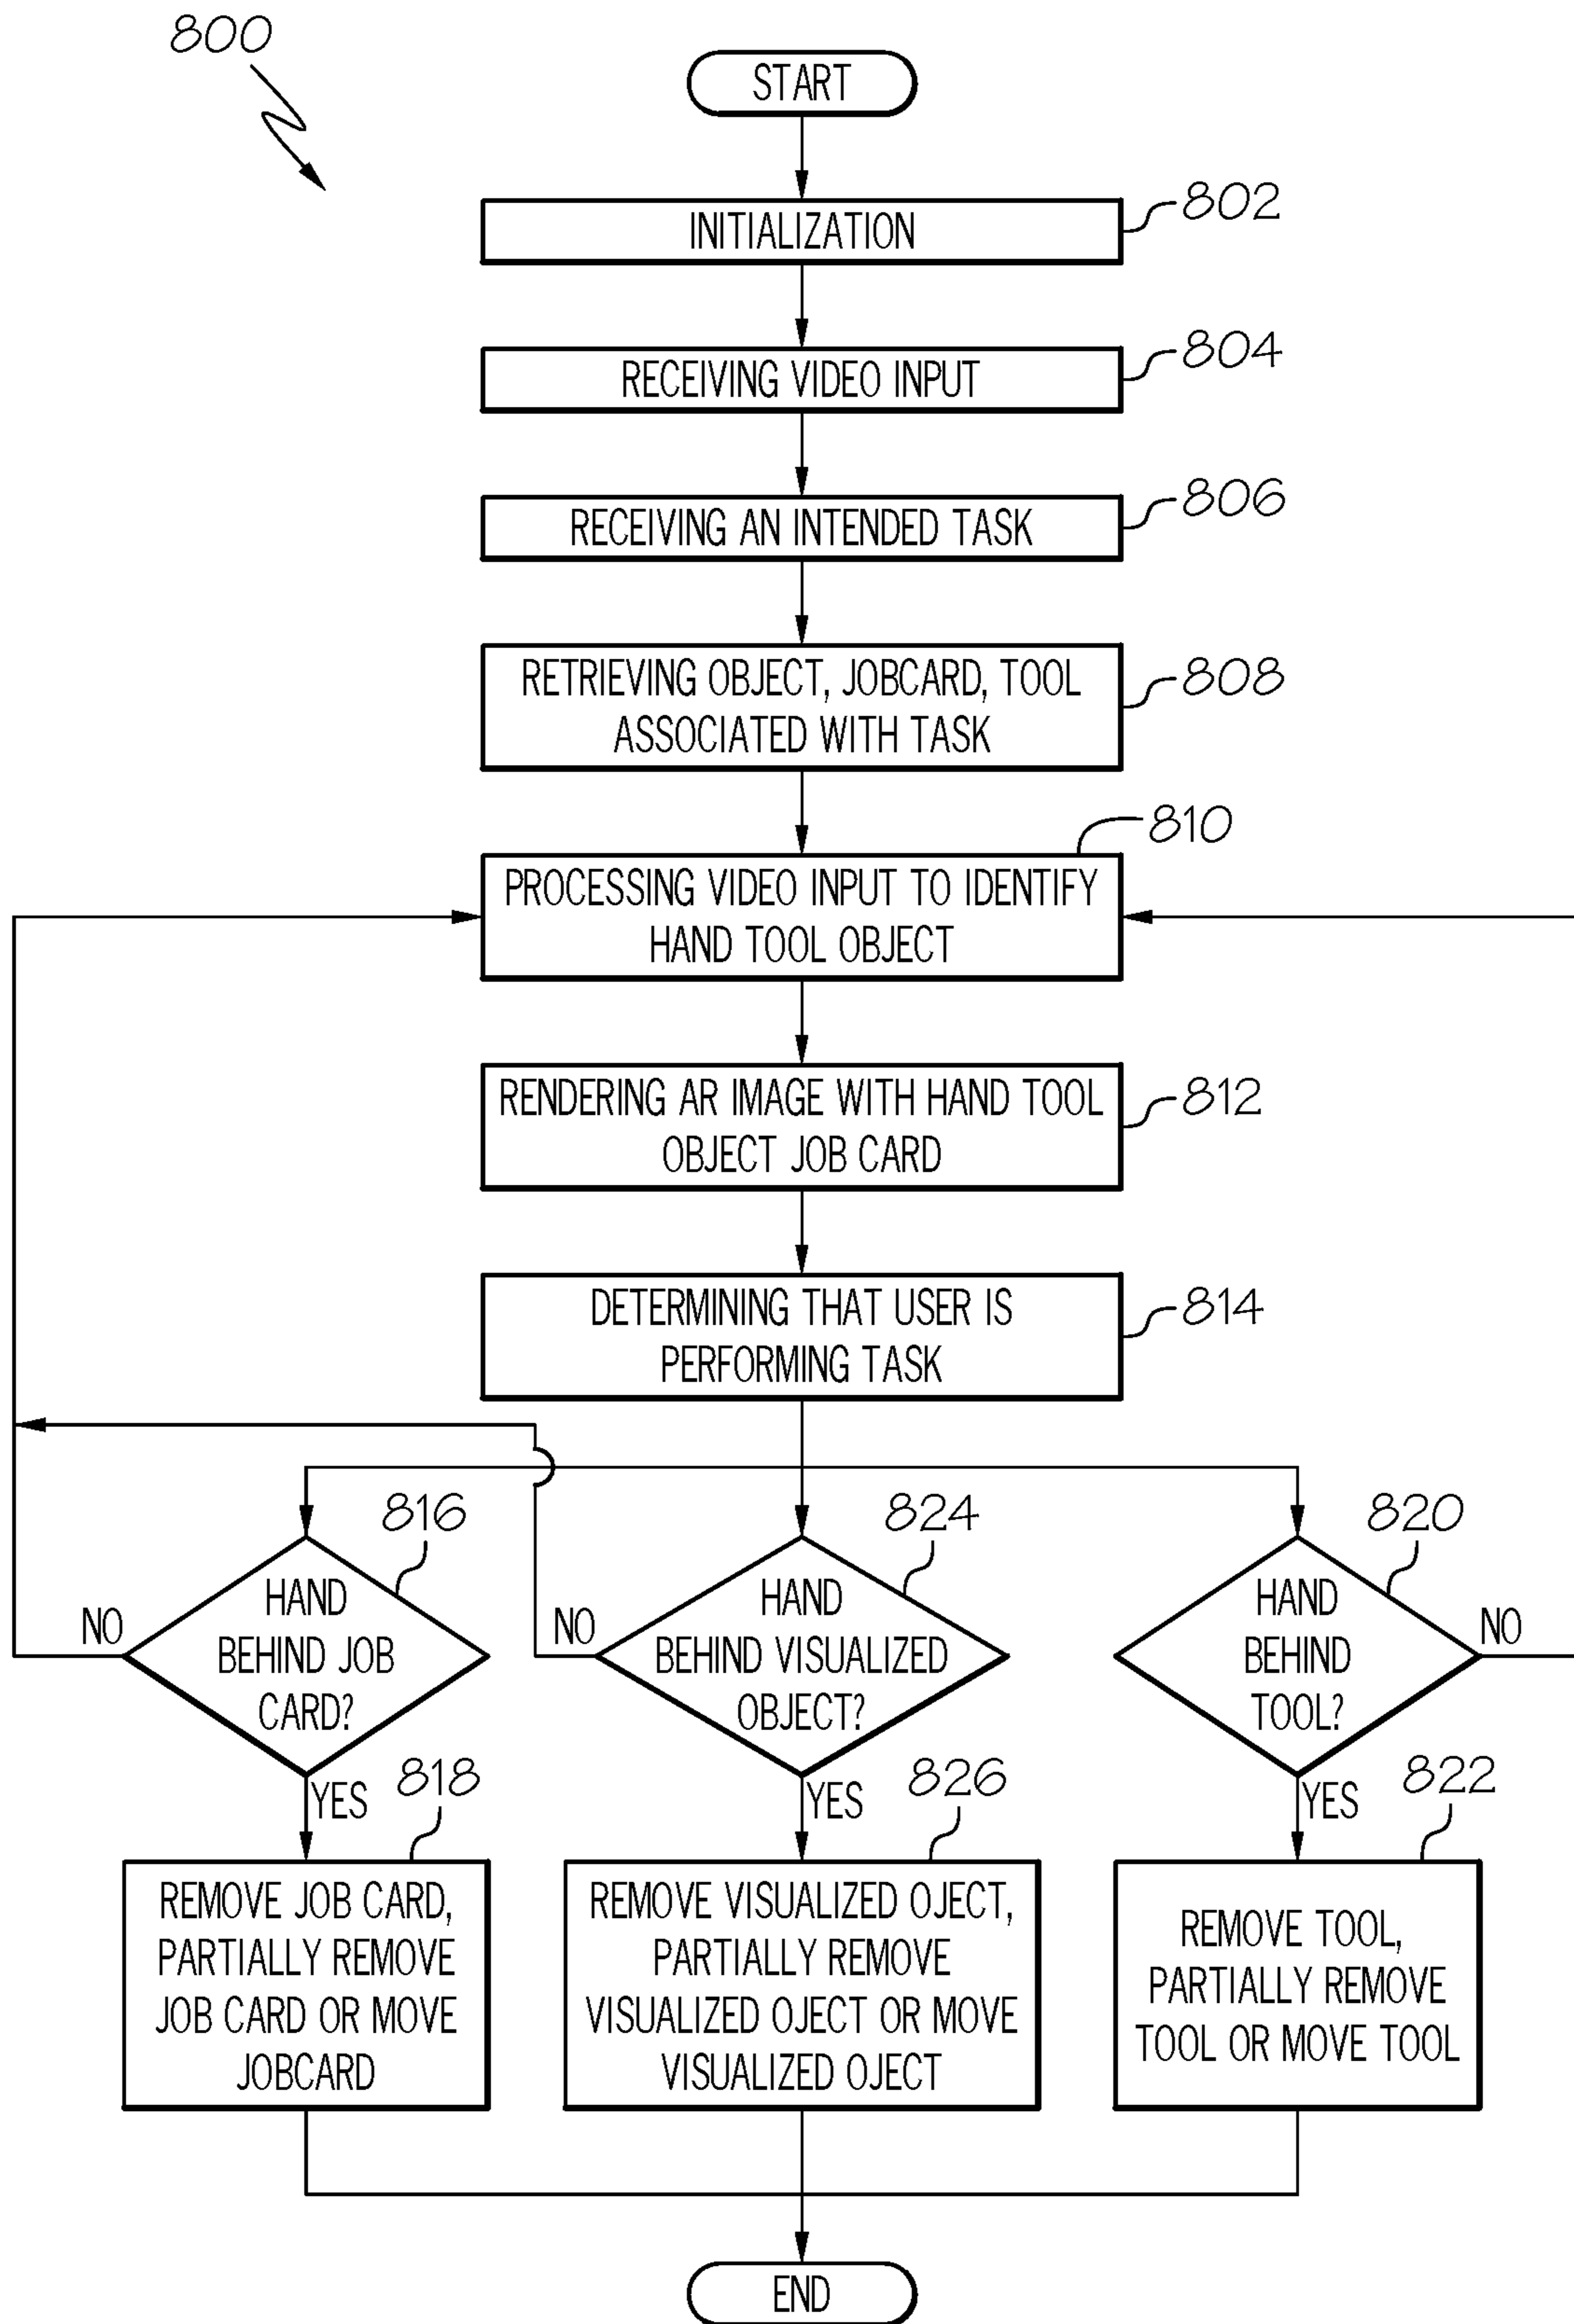 800
START
INITIALIZATION
802
RECEIVING VIDEO INPUT
804
RECEIVING AN INTENDED TASK
806
RETRIEVING OBJECT, JOBCARD, TOOL
ASSOCIATED WITH TASK
808
810
PROCESSING VIDEO INPUT TO IDENTIFY
HAND TOOL OBJECT
RENDERING AR IMAGE WITH HAND TOOL
OBJECT JOB CARD
812
DETERMINING THAT USER IS
PERFORMING TASK
814
816
HAND
BEHIND JOB
CARD?
NO
YES
824
HAND
BEHIND VISUALIZED
OBJECT?
NO
YES
820
HAND
BEHIND
TOOL?
NO
YES
818
REMOVE JOB CARD,
PARTIALLY REMOVE
JOB CARD OR MOVE
JOBCARD
826
REMOVE VISUALIZED OJECT,
PARTIALLY REMOVE
VISUALIZED OJECT OR MOVE
VISUALIZED OJECT
822
REMOVE TOOL,
PARTIALLY REMOVE
TOOL OR MOVE TOOL
END